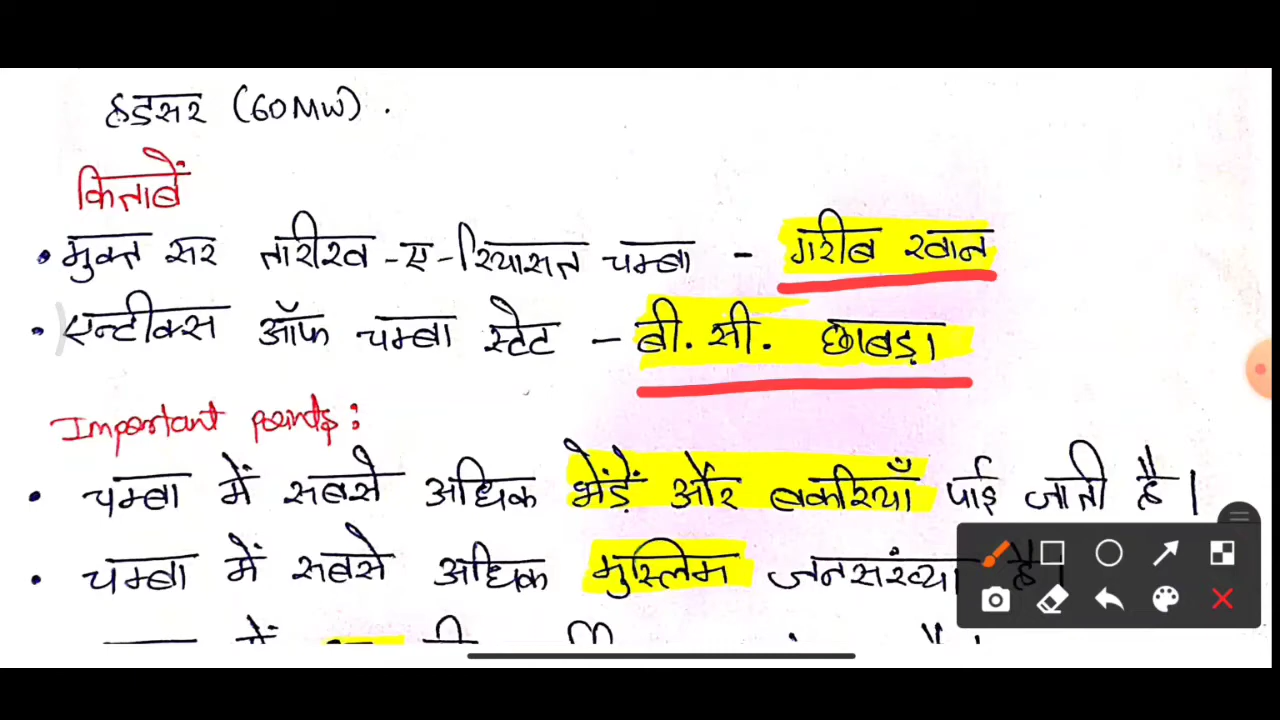 हडसर (60MW).
किताबें
• मुक्त सर तारीख -ए-रियासत चम्बा - गरीब खान
• एन्टीक्स ऑफ चम्बा स्टेट - बी. सी. छाबड़ा
Important points:
• चम्बा में सबसे अधिक भेंड़ें और बकरियाँ पाई जाती है।
• चम्बा में सबसे अधिक मुस्लिम जनसंख्या है।